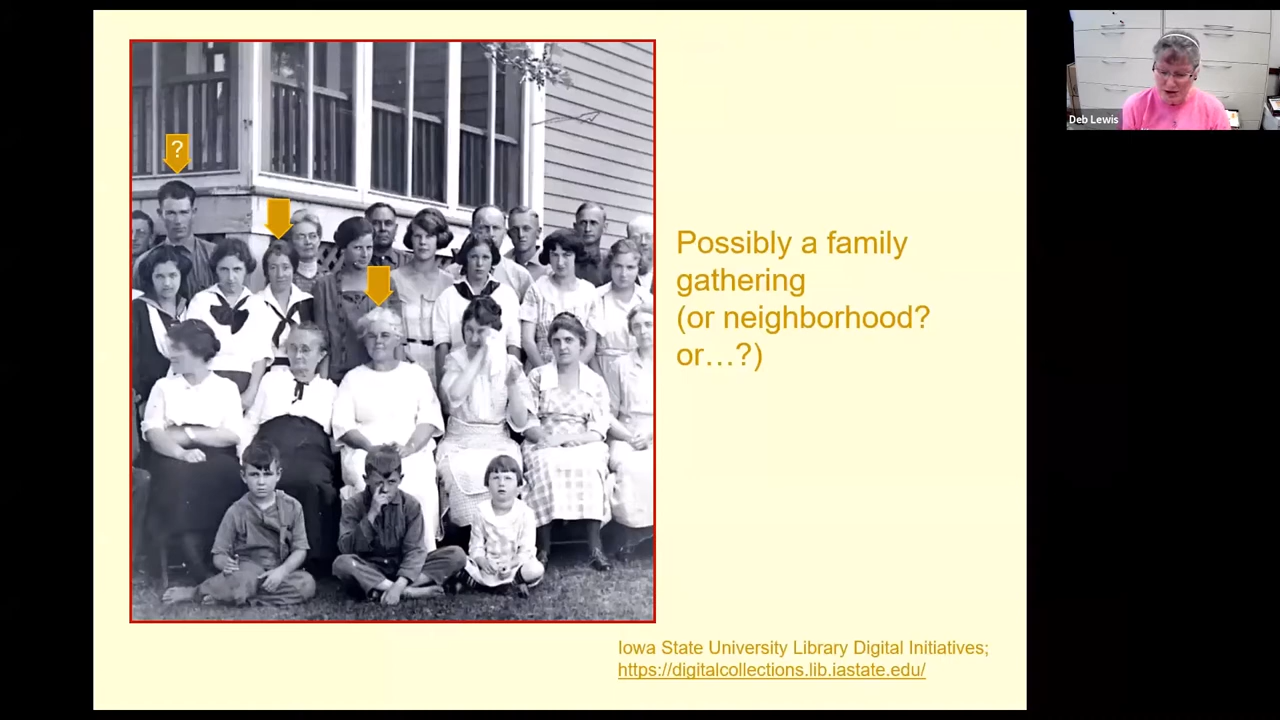 ?
Possibly a family
gathering
(or neighborhood?
or…?)
Iowa State University Library Digital Initiatives;
https://digitalcollections.lib.iastate.edu/
Deb Lewis